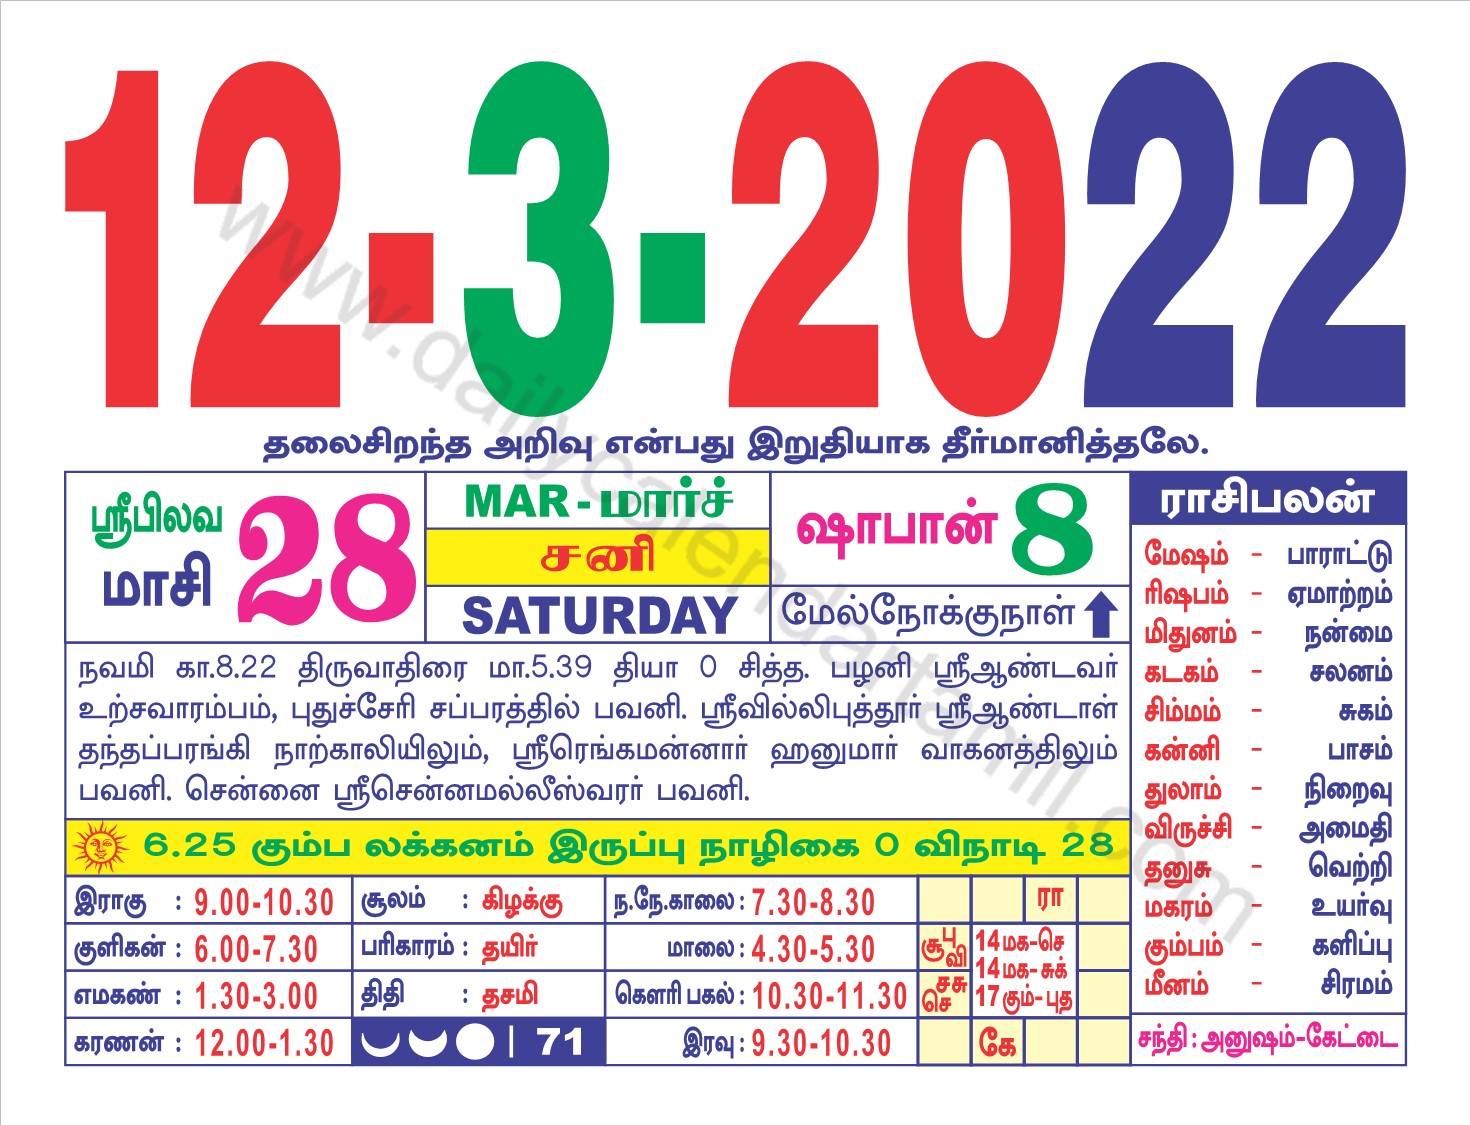 12-3-2022
தலைசிறந்த அறிவு என்பது இறுதியாக தீர்மானித்தலே.
ஸ்ரீபிலவ
மாசி 28
MAR - மார்ச்
சனி
SATURDAY
ஷாபான் 8
மேல்நோக்குநாள்
நவமி கா.8.22 திருவாதிரை மா.5.39 தியா 0 சித்த. பழனி ஸ்ரீஆண்டவர்
உற்சவாரம்பம், புதுச்சேரி சப்பரத்தில் பவனி. ஸ்ரீவில்லிபுத்தூர் ஸ்ரீஆண்டாள்
தந்தப்பரங்கி நாற்காலியிலும், ஸ்ரீரெங்கமன்னார் ஹனுமார் வாகனத்திலும்
பவனி. சென்னை ஸ்ரீசென்னமல்லீஸ்வரர் பவனி.
6.25 கும்ப லக்கனம் இருப்பு நாழிகை 0 விநாடி 28
இராகு : 9.00-10.30
குளிகன் : 6.00-7.30
எமகண் : 1.30-3.00
கரணன் : 12.00-1.30
சூலம் : கிழக்கு
பரிகாரம் : தயிர்
திதி : தசமி
71
ந.நே.காலை : 7.30-8.30
மாலை : 4.30-5.30
கௌரி பகல் : 10.30-11.30
இரவு : 9.30-10.30
ரா
சூ பு வி
சசு செ
14 மக-செ
14 மக-சுக்
17 கும்-புத
கே
ராசிபலன்
மேஷம் - பாராட்டு
ரிஷபம் - ஏமாற்றம்
மிதுனம் - நன்மை
கடகம் - சலனம்
சிம்மம் - சுகம்
கன்னி - பாசம்
துலாம் - நிறைவு
விருச்சி - அமைதி
தனுசு - வெற்றி
மகரம் - உயர்வு
கும்பம் - களிப்பு
மீனம் - சிரமம்
சந்தி : அனுஷம்-கேட்டை
www.dailycalendartamil.com